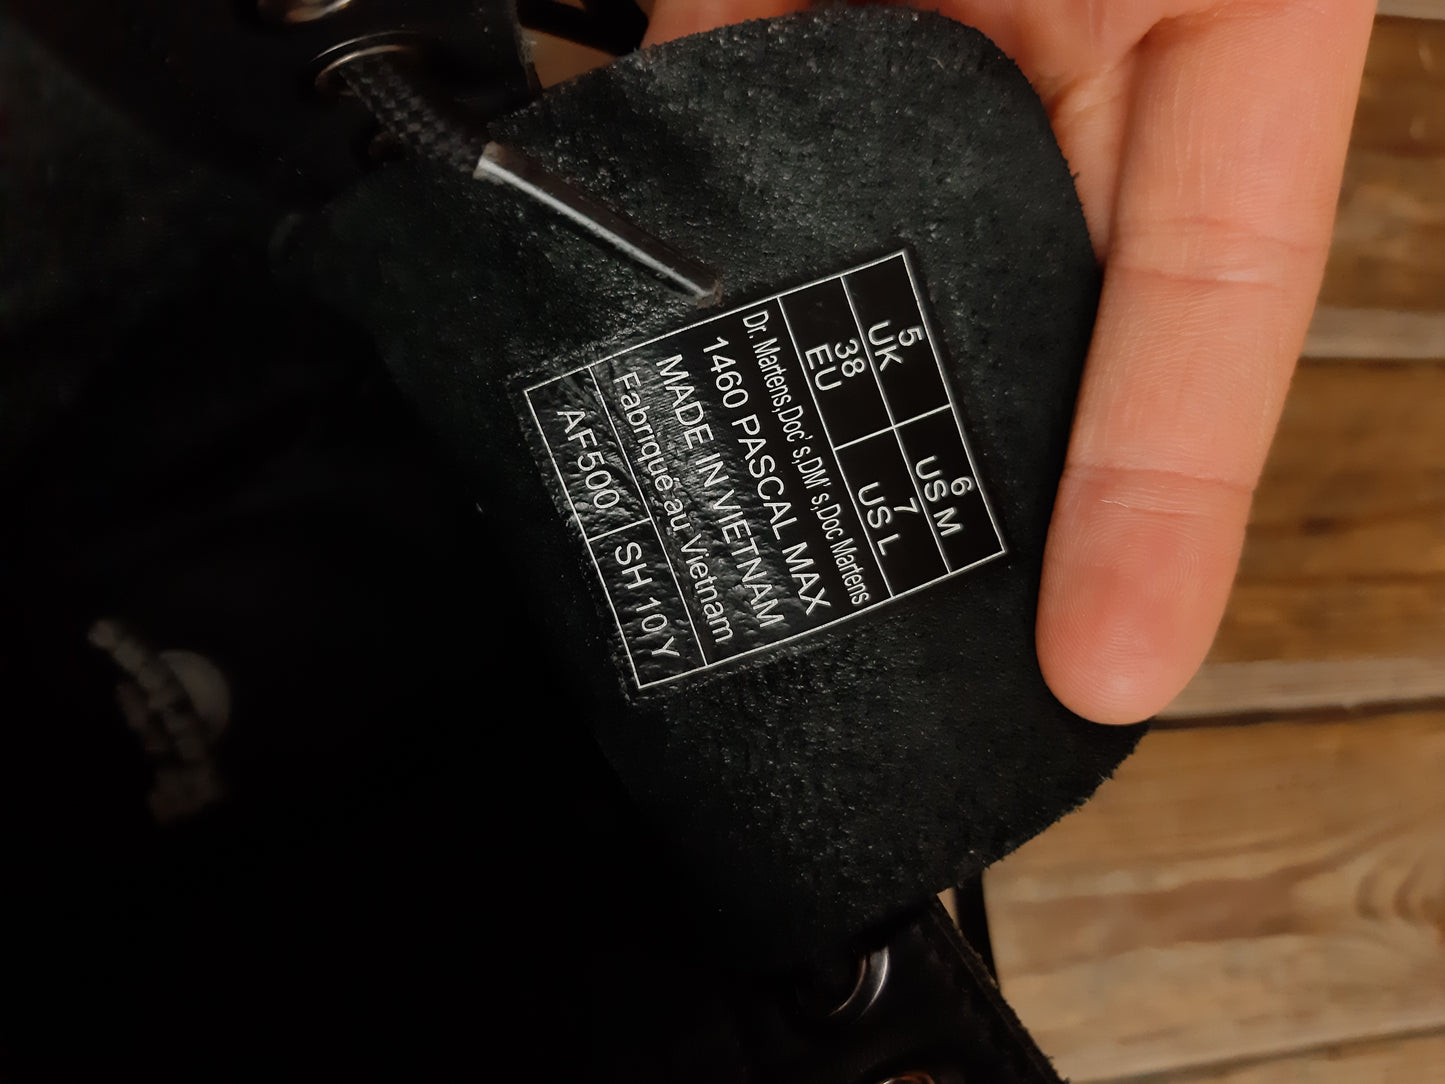 5 UK
6 US M
38 EU
7 US L
Dr. Martens,Doc' s,DM' s,Doc Martens
1460 PASCAL MAX
MADE IN VIETNAM
Fabriqué au Vietnam
AF500
SH 10 Y